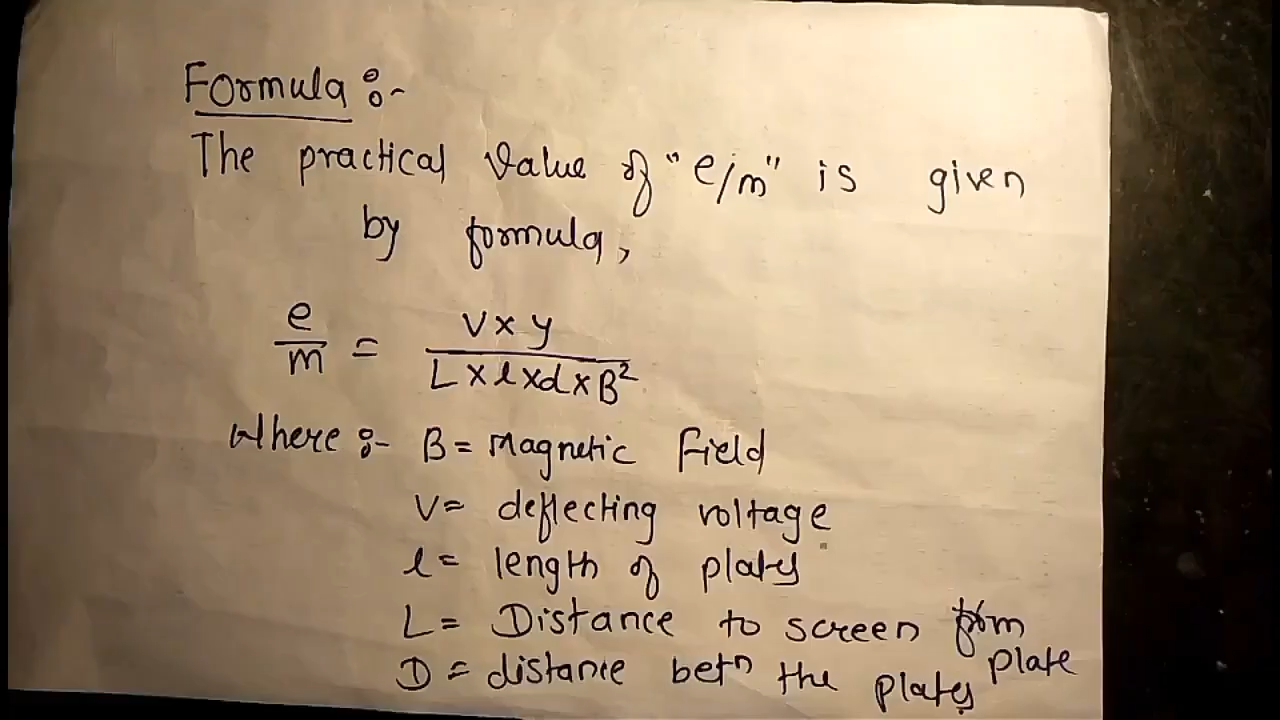 Formula :-
The practical Value of "e/m" is given
by formula,
e/m = V × y / L × l × d × B²
Where :- B = Magnetic Field
V = deflecting voltage
l = length of plates
L = Distance to screen from plate
D = distance betn the plates